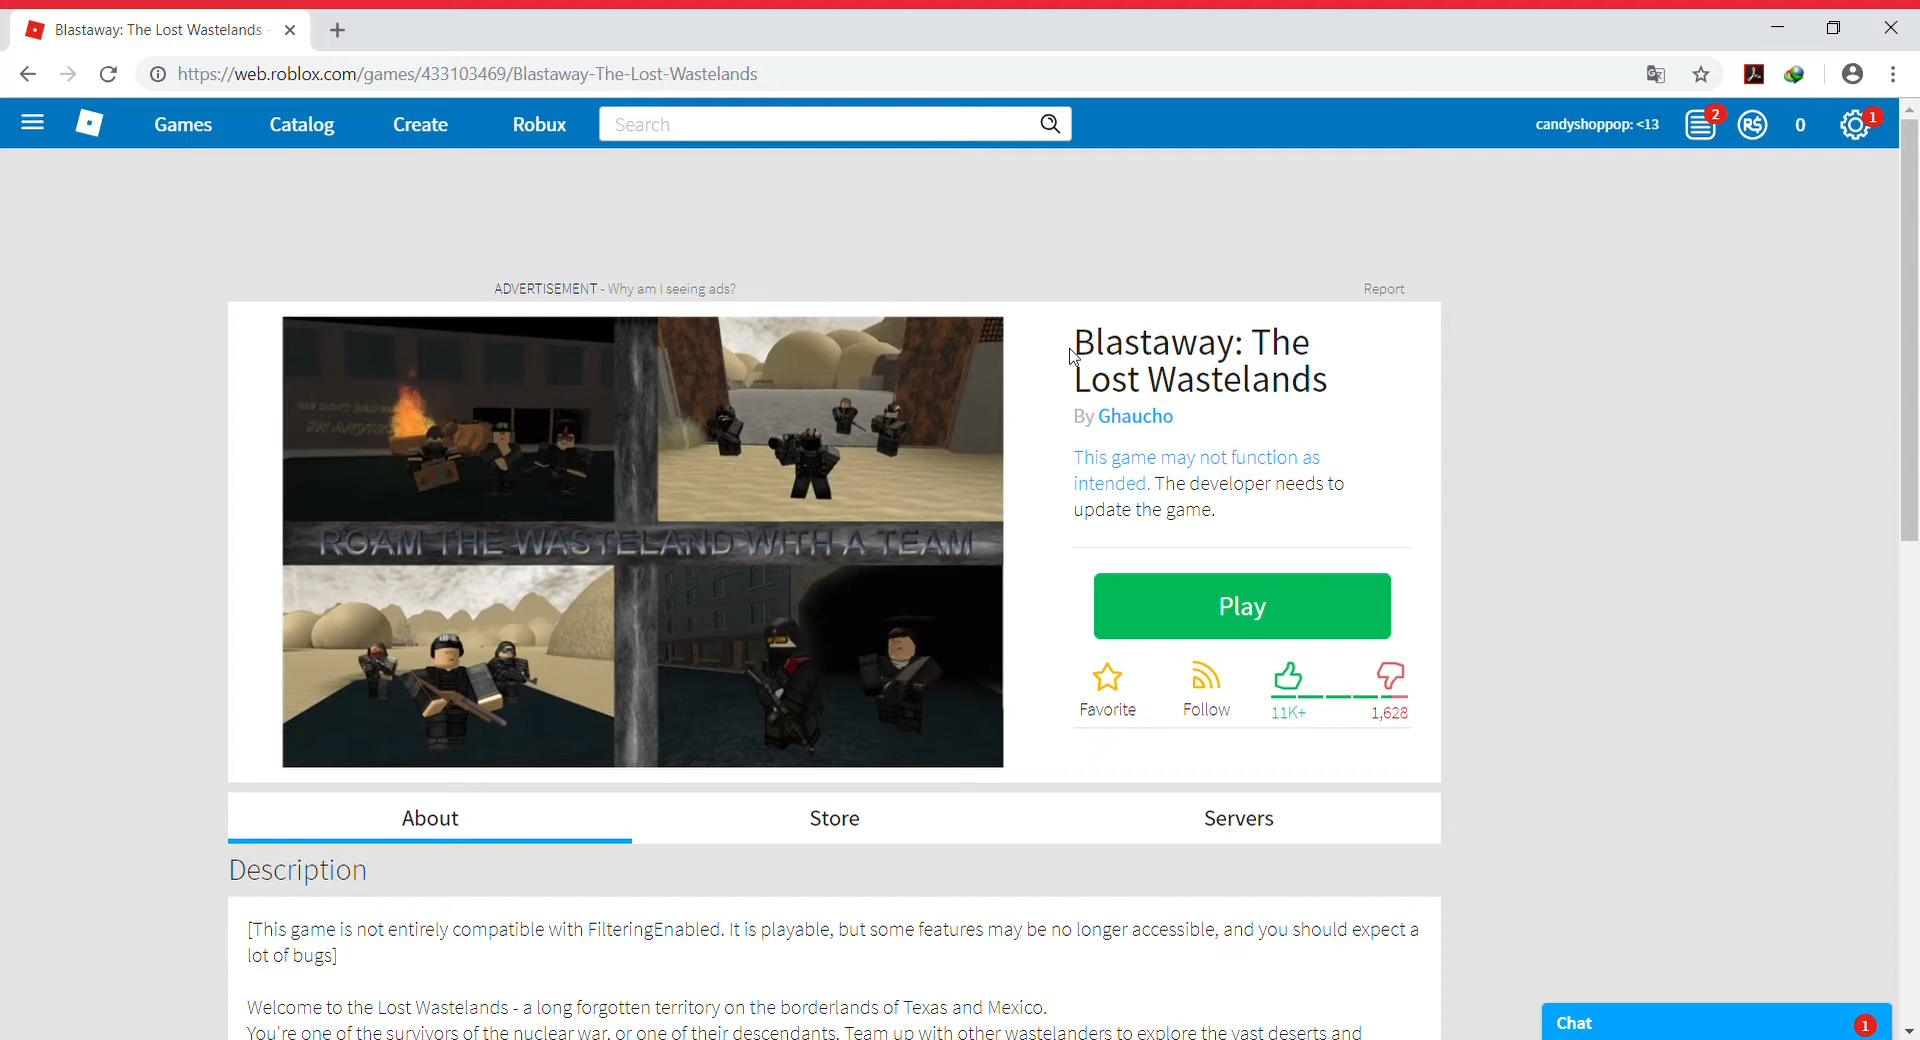 Blastaway: The Lost Wastelands -
https://web.roblox.com/games/433103469/Blastaway-The-Lost-Wastelands
Games Catalog Create Robux Search candyshoppop: <13 2 R$ 0 1
ADVERTISEMENT - Why am I seeing ads? Report
Blastaway: The
Lost Wastelands
By Ghaucho
This game may not function as
intended. The developer needs to
update the game.
ROAM THE WASTELAND WITH A TEAM
Play
Favorite Follow 11K+ 1,628
About Store Servers
Description
[This game is not entirely compatible with FilteringEnabled. It is playable, but some features may be no longer accessible, and you should expect a
lot of bugs]
Welcome to the Lost Wastelands - a long forgotten territory on the borderlands of Texas and Mexico.
You're one of the survivors of the nuclear war, or one of their descendants. Team up with other wastelanders to explore the vast deserts and
Chat 1